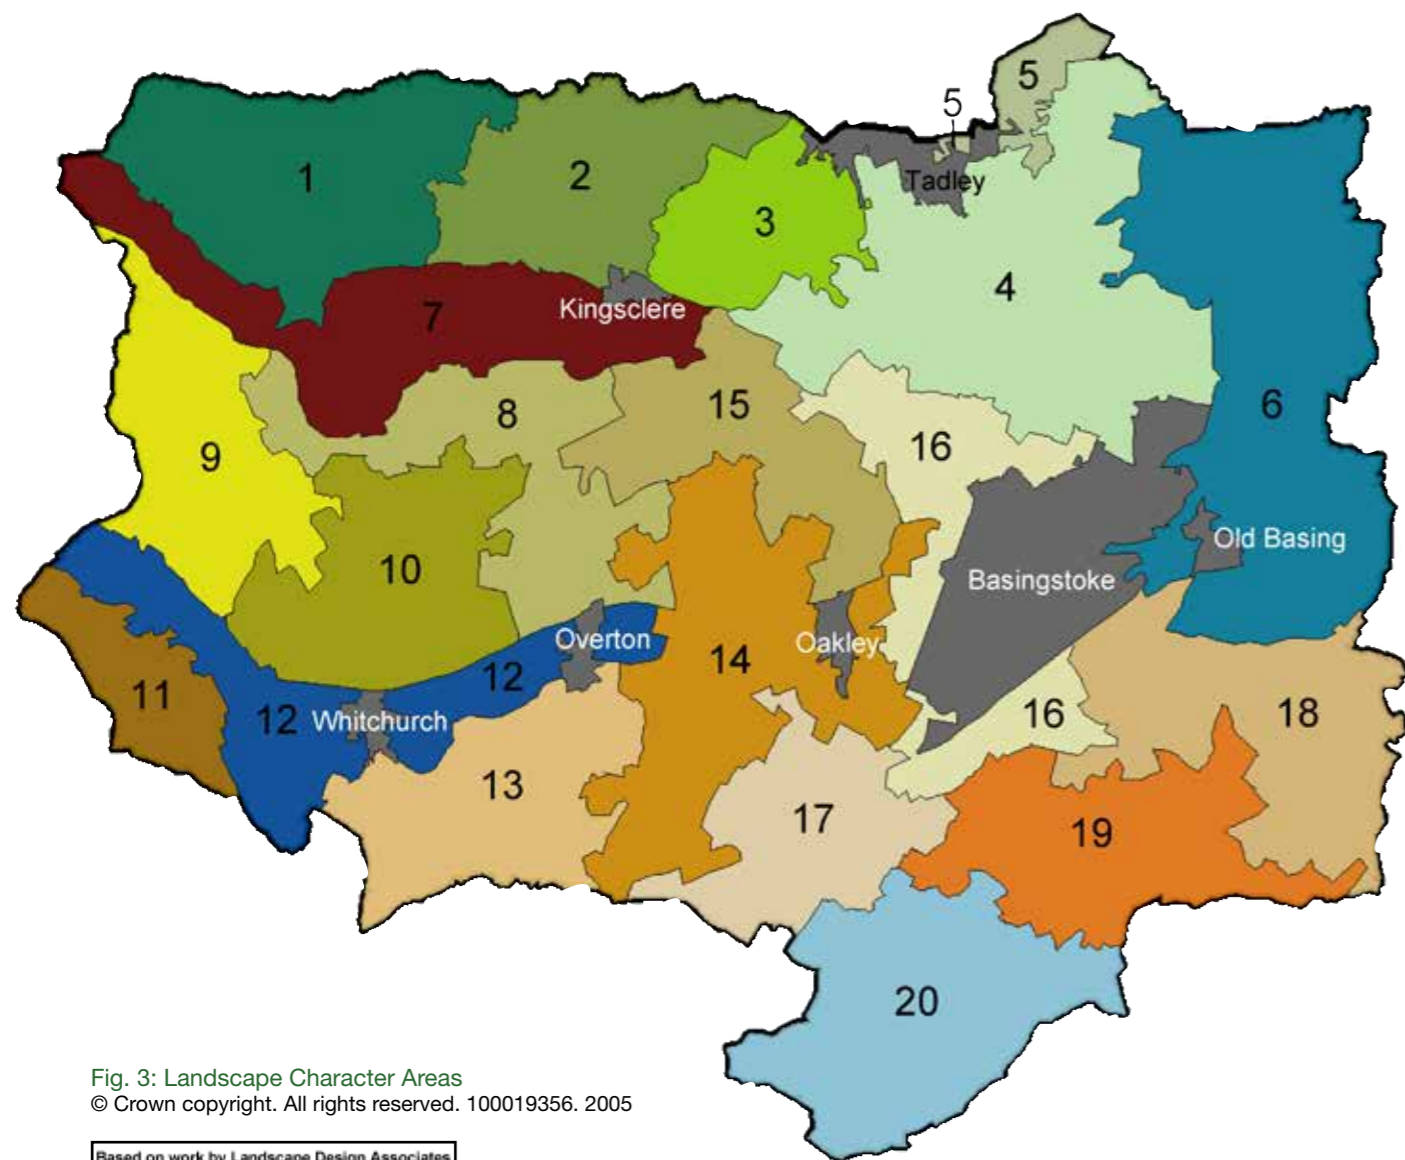 5
5
1
2
Tadley
3
4
Kingsclere
7
6
8
15
16
9
Old Basing
10
Basingstoke
Overton
Oakley
14
12
11
12
Whitchurch
16
18
13
17
19
20
Fig. 3: Landscape Character Areas
© Crown copyright. All rights reserved. 100019356. 2005
Based on work by Landscape Design Associates